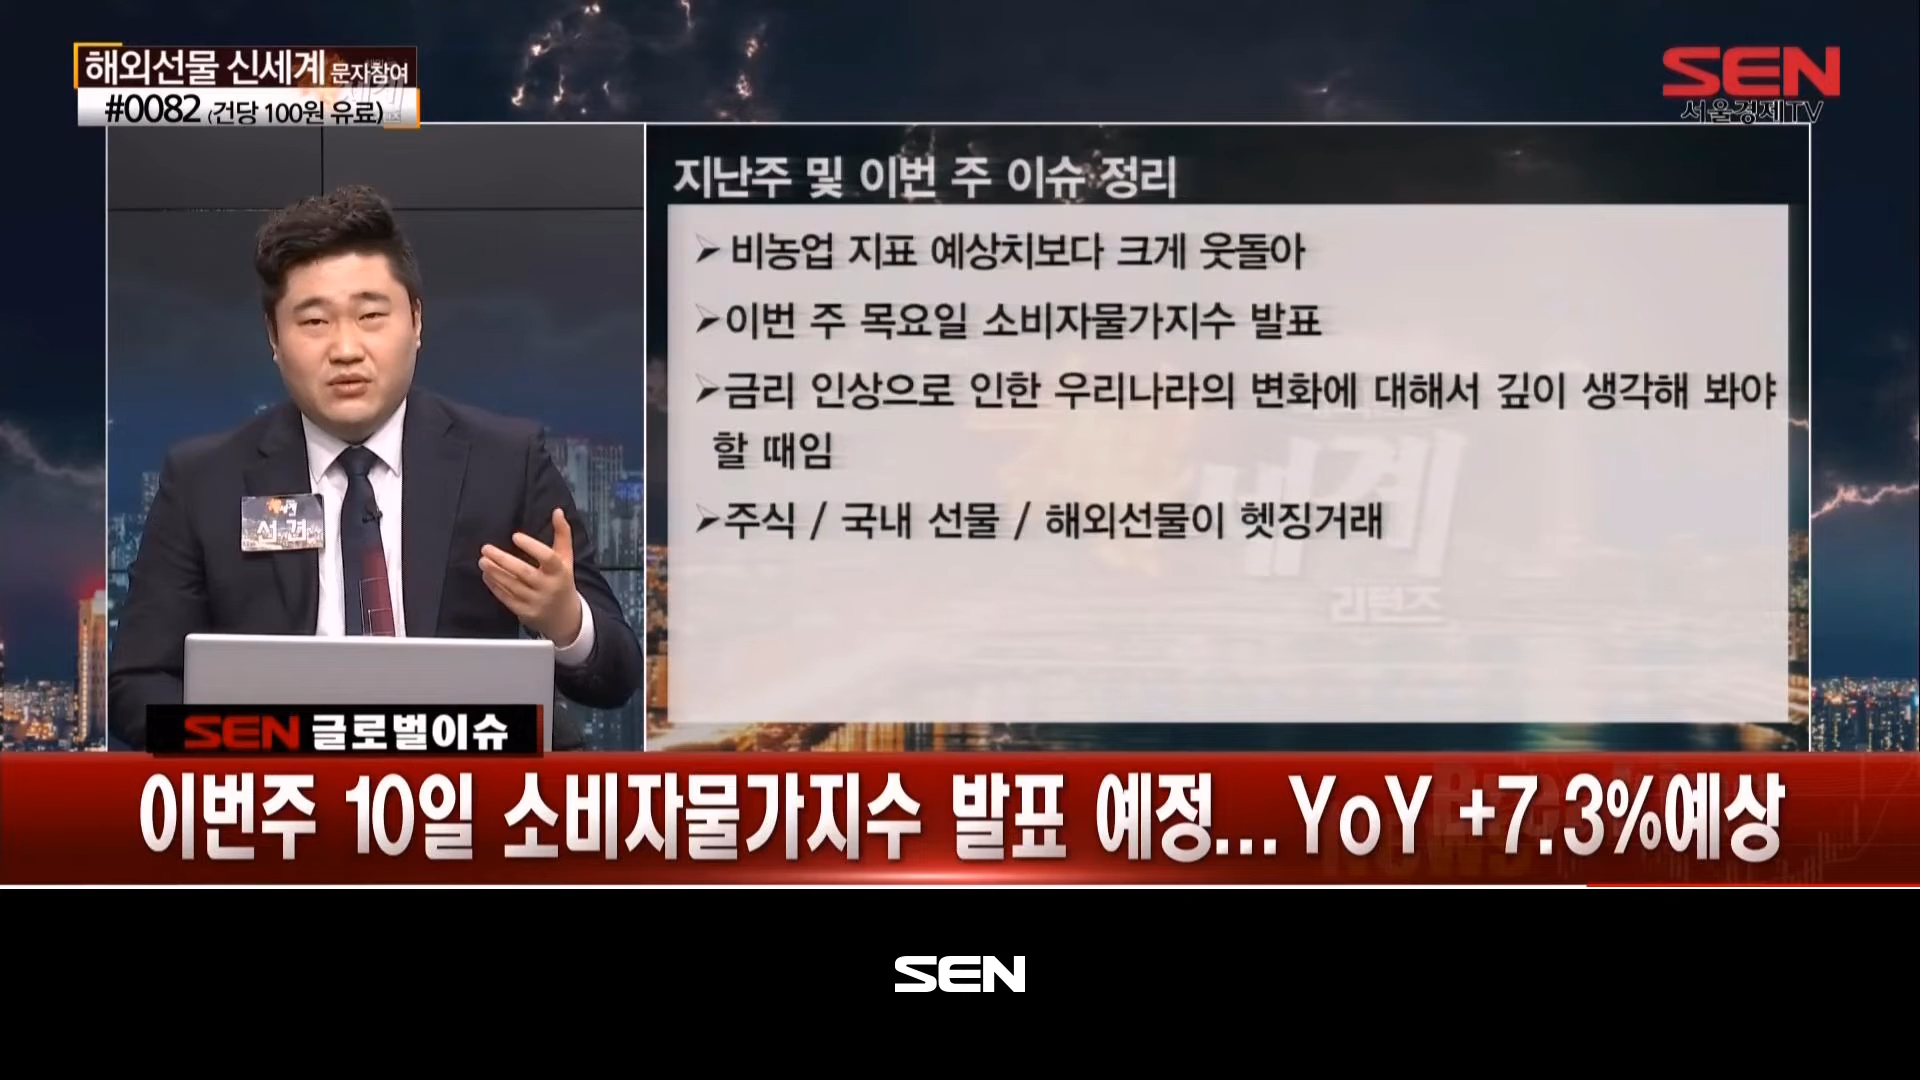 해외선물 신세계 문자참여
#0082 (건당 100원 유료)
SEN
서울경제TV
지난주 및 이번 주 이슈 정리
➢ 비농업 지표 예상치보다 크게 웃돌아
➢ 이번 주 목요일 소비자물가지수 발표
➢ 금리 인상으로 인한 우리나라의 변화에 대해서 깊이 생각해 봐야
할 때임
➢ 주식 / 국내 선물 / 해외선물이 헷징거래
세계
리턴즈
SEN 글로벌이슈
이번주 10일 소비자물가지수 발표 예정...YoY +7.3%예상
SEN